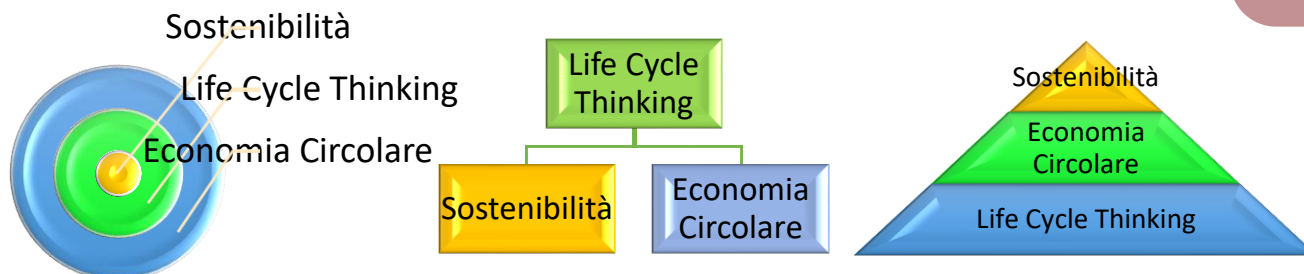 Sostenibilità
Life Cycle Thinking
Economia Circolare
Life Cycle
Thinking
Sostenibilità
Economia
Circolare
Sostenibilità
Economia
Circolare
Life Cycle Thinking